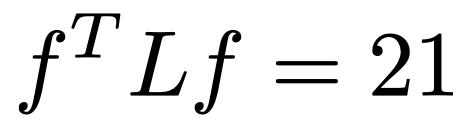 f^T L f = 21